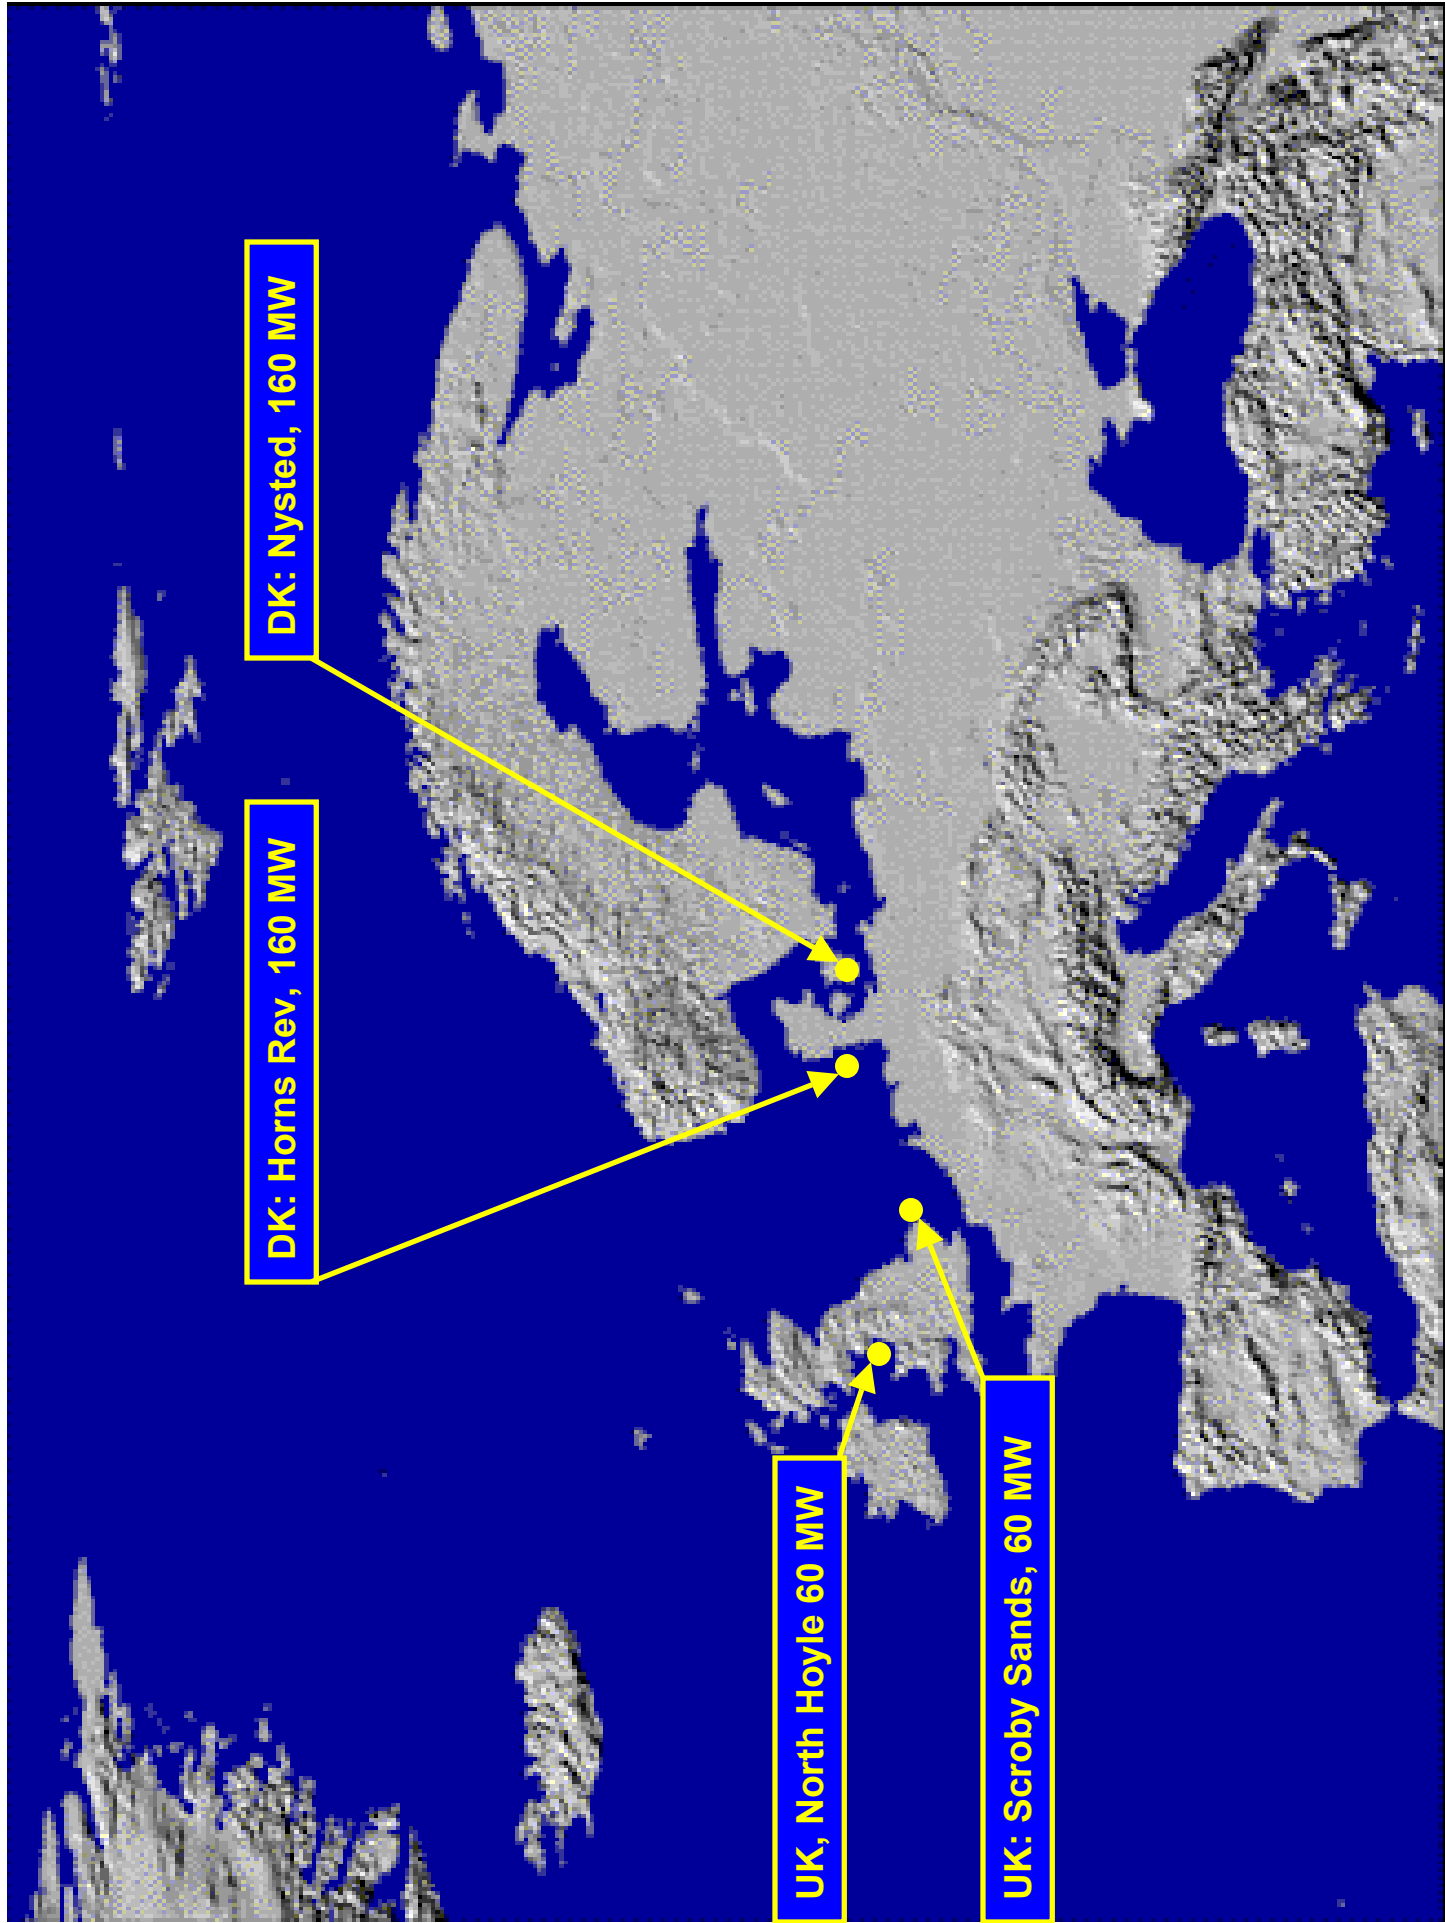 DK: Horns Rev, 160 MW
DK: Nysted, 160 MW
UK, North Hoyle 60 MW
UK: Scroby Sands, 60 MW